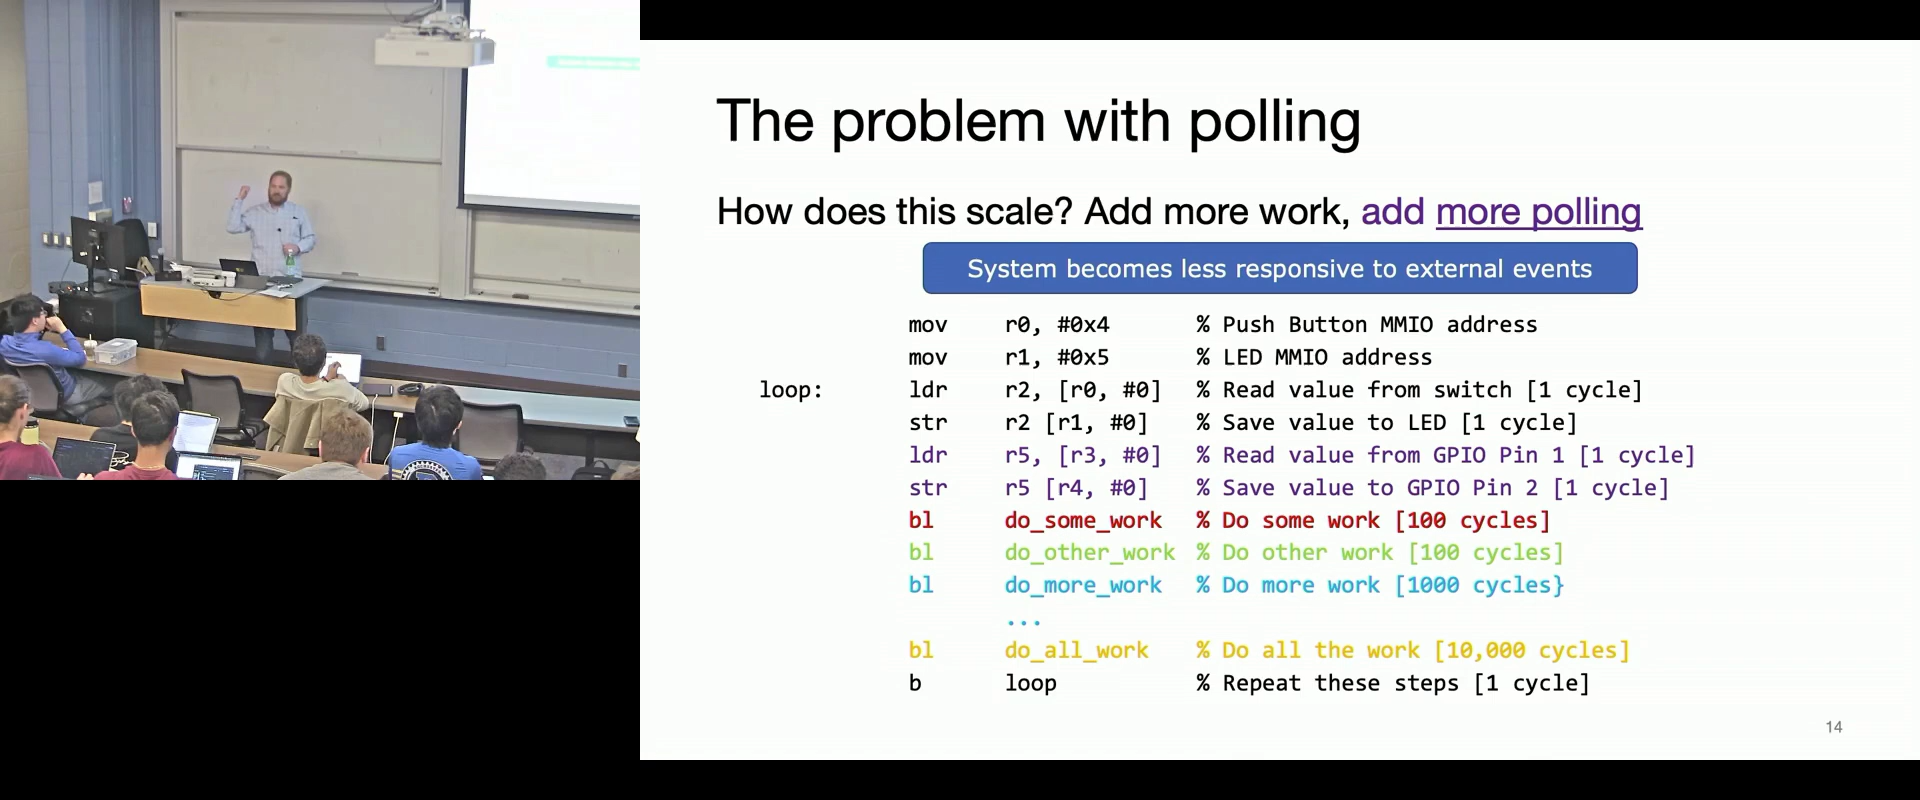 The problem with polling
How does this scale? Add more work, add more polling
System becomes less responsive to external events
mov r0, #0x4 % Push Button MMIO address
mov r1, #0x5 % LED MMIO address
loop: ldr r2, [r0, #0] % Read value from switch [1 cycle]
str r2 [r1, #0] % Save value to LED [1 cycle]
ldr r5, [r3, #0] % Read value from GPIO Pin 1 [1 cycle]
str r5 [r4, #0] % Save value to GPIO Pin 2 [1 cycle]
bl do_some_work % Do some work [100 cycles]
bl do_other_work % Do other work [100 cycles]
bl do_more_work % Do more work [1000 cycles}
...
bl do_all_work % Do all the work [10,000 cycles]
b loop % Repeat these steps [1 cycle]
14